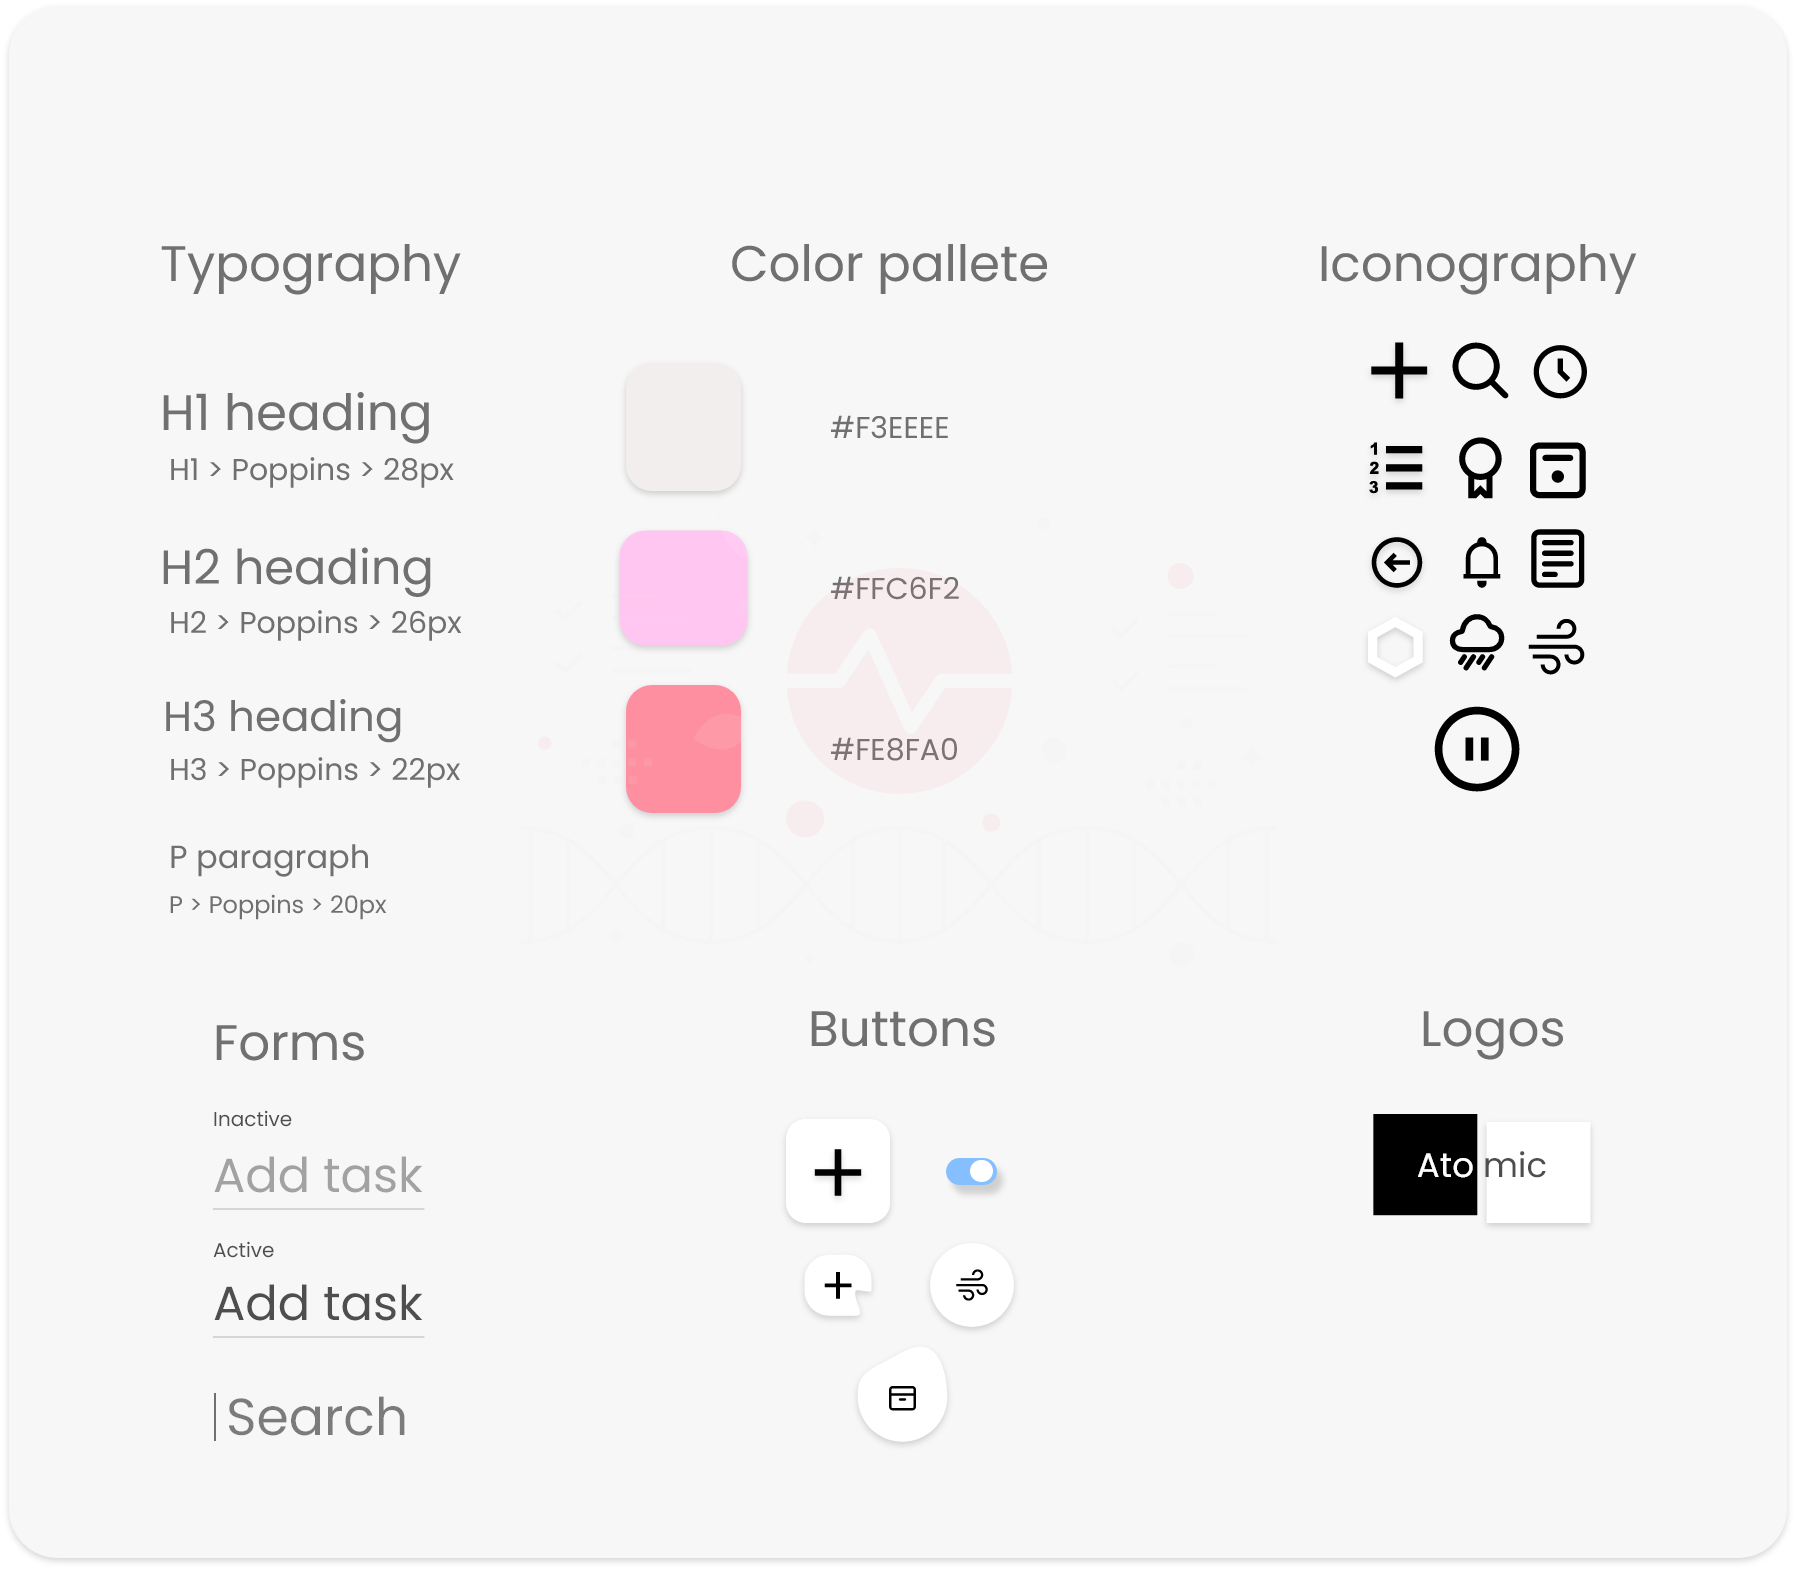 Typography
H1 heading
H1 > Poppins > 28px
H2 heading
H2 > Poppins > 26px
H3 heading
H3 > Poppins > 22px
P paragraph
P > Poppins > 20px
Color pallete
#F3EEEE
#FFC6F2
#FE8FA0
Iconography
1
2
3
Forms
Inactive
Add task
Active
Add task
Search
Buttons
Logos
Atomic